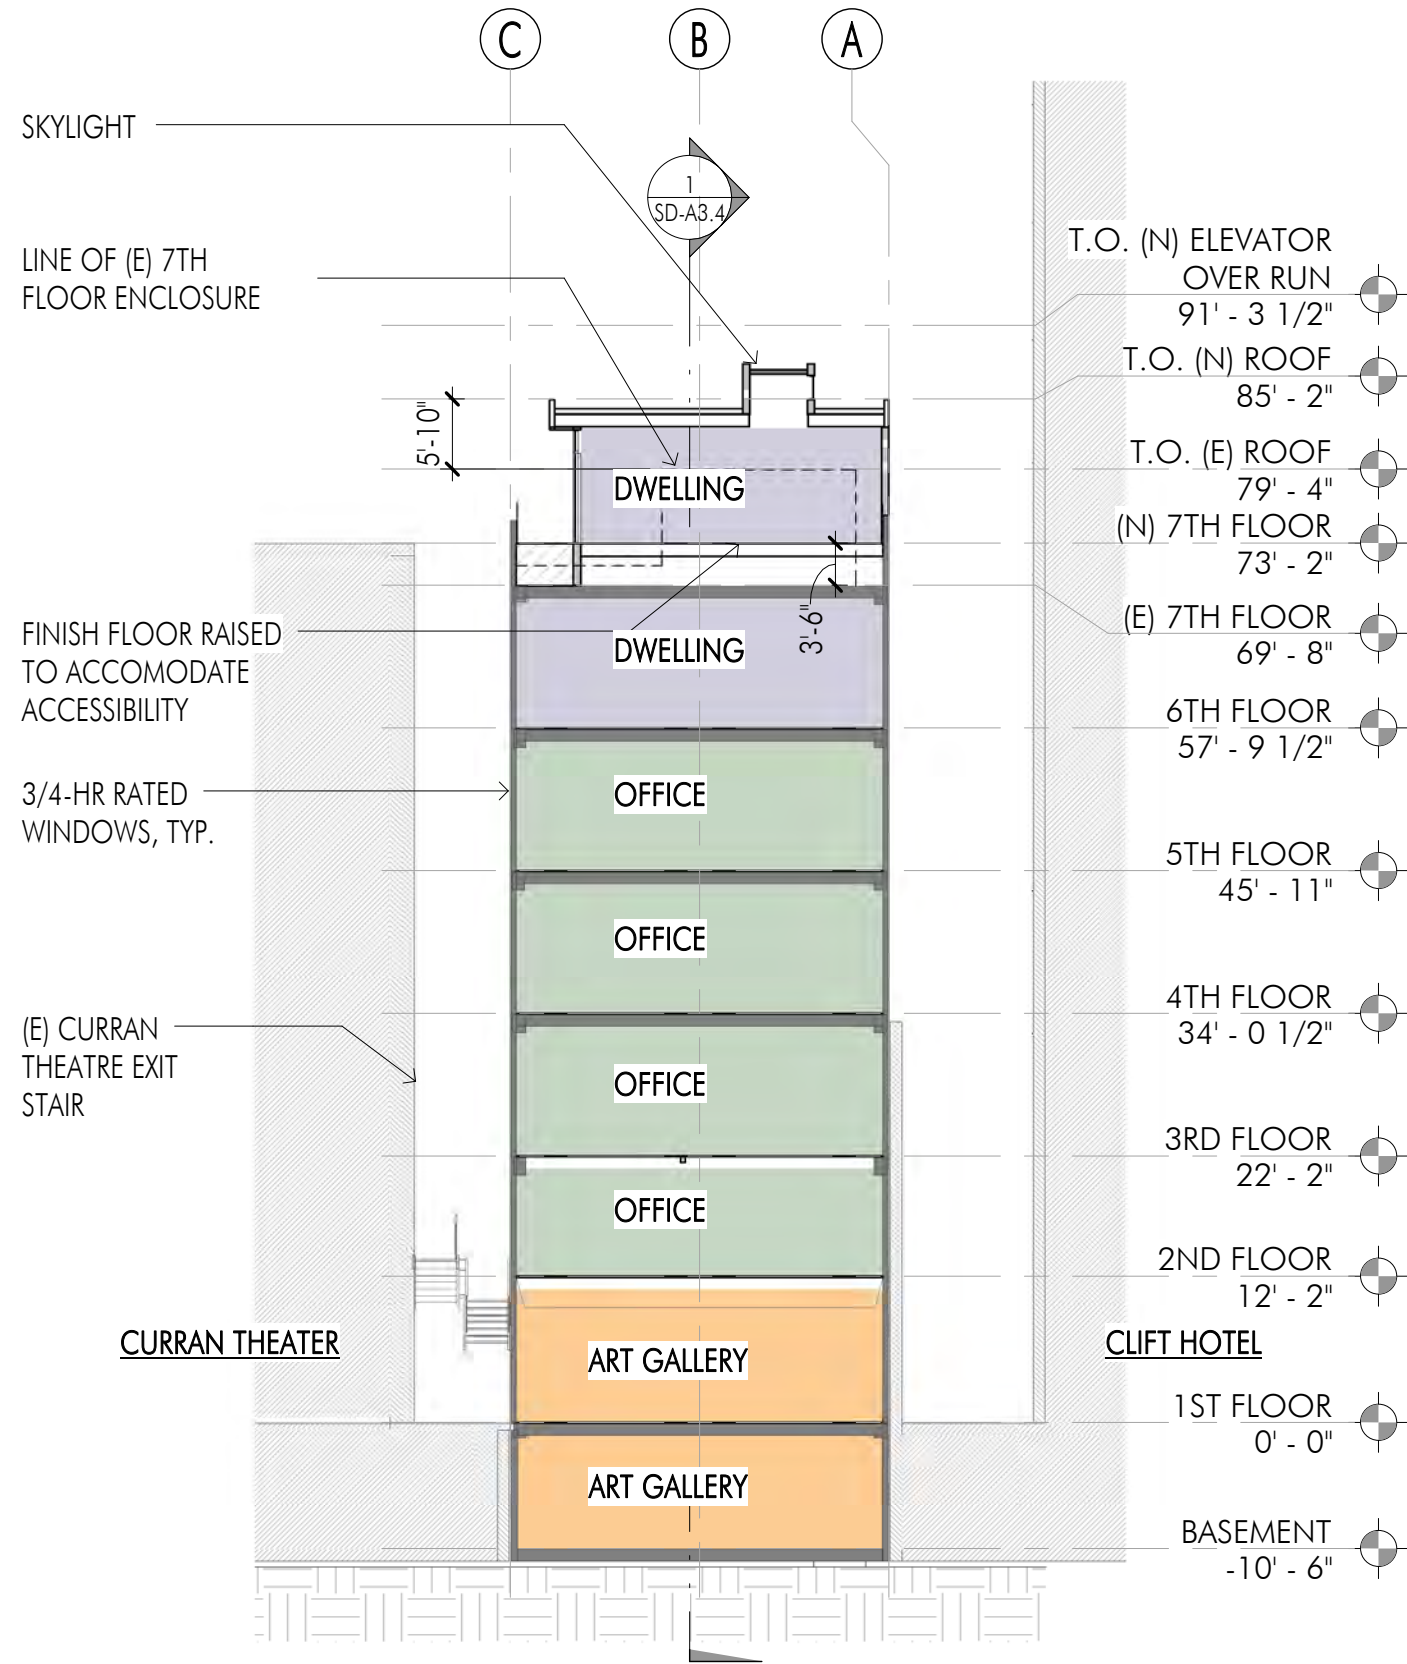 C
B
A
SKYLIGHT
1
SD-A3.4
LINE OF (E) 7TH
FLOOR ENCLOSURE
T.O. (N) ELEVATOR
OVER RUN
91' - 3 1/2"
T.O. (N) ROOF
85' - 2"
5'-10"
T.O. (E) ROOF
79' - 4"
DWELLING
(N) 7TH FLOOR
73' - 2"
3'-6"
FINISH FLOOR RAISED
TO ACCOMODATE
ACCESSIBILITY
DWELLING
(E) 7TH FLOOR
69' - 8"
6TH FLOOR
57' - 9 1/2"
3/4-HR RATED
WINDOWS, TYP.
OFFICE
5TH FLOOR
45' - 11"
OFFICE
4TH FLOOR
34' - 0 1/2"
(E) CURRAN
THEATRE EXIT
STAIR
OFFICE
3RD FLOOR
22' - 2"
OFFICE
2ND FLOOR
12' - 2"
CURRAN THEATER
ART GALLERY
CLIFT HOTEL
1ST FLOOR
0' - 0"
ART GALLERY
BASEMENT
-10' - 6"